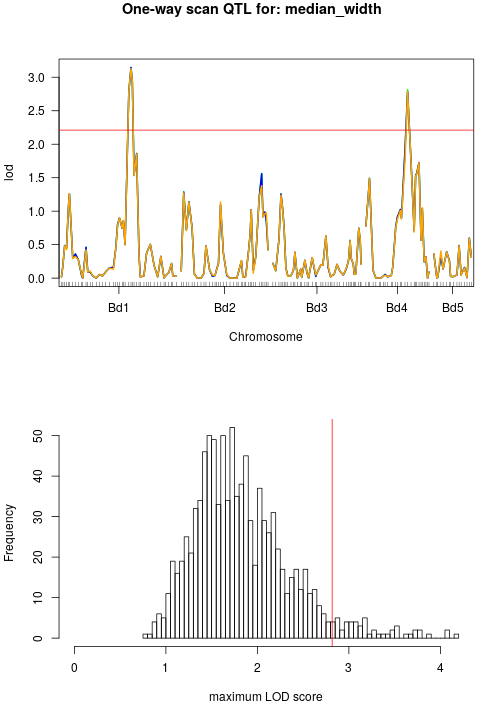 One-way scan QTL for: median_width
lod
3.0
2.5
2.0
1.5
1.0
0.5
0.0
Bd1 Bd2 Bd3 Bd4 Bd5
Chromosome
Frequency
50
40
30
20
10
0
0 1 2 3 4
maximum LOD score